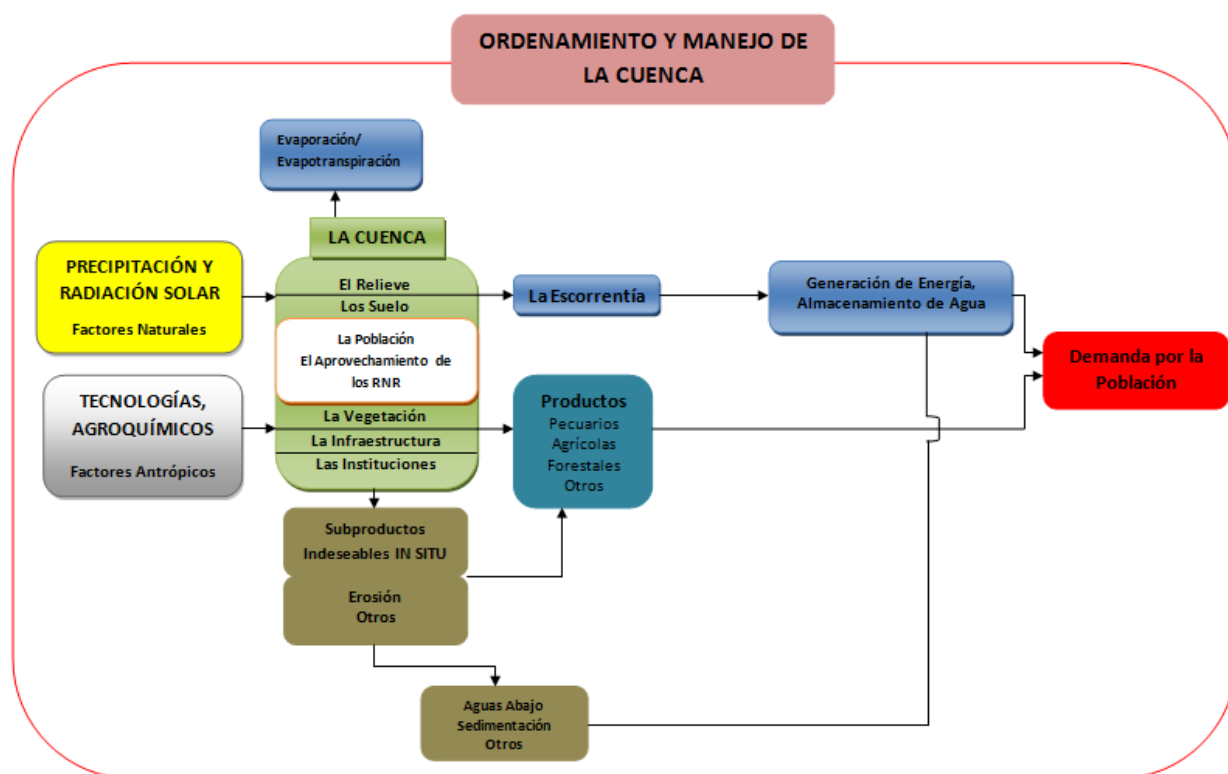 ORDENAMIENTO Y MANEJO DE
LA CUENCA
Evaporación/
Evapotranspiración
LA CUENCA
PRECIPITACIÓN Y
RADIACIÓN SOLAR
Factores Naturales
El Relieve
Los Suelo
La Población
El Aprovechamiento de
los RNR
La Vegetación
La Infraestructura
Las Instituciones
La Escorrentía
Generación de Energía,
Almacenamiento de Agua
Demanda por la
Población
TECNOLOGÍAS,
AGROQUÍMICOS
Factores Antrópicos
Productos
Pecuarios
Agrícolas
Forestales
Otros
Subproductos
Indeseables IN SITU
Erosión
Otros
Aguas Abajo
Sedimentación
Otros